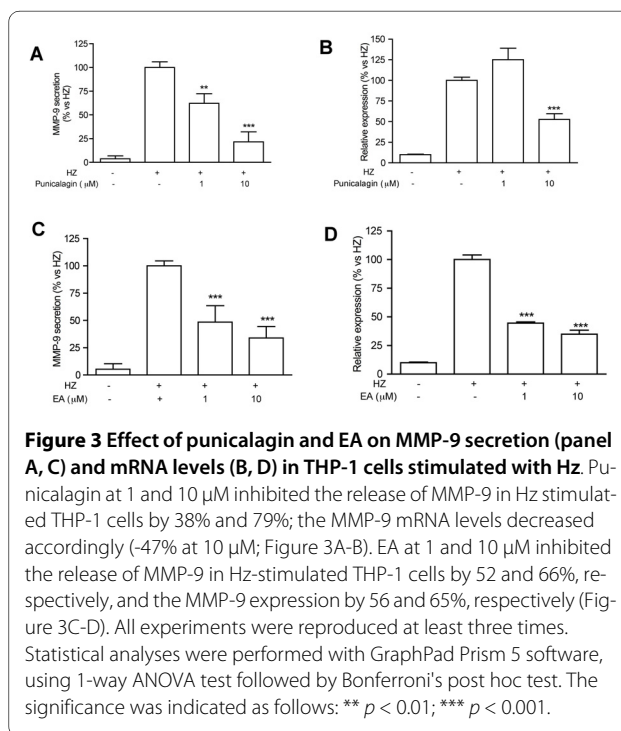 A
MMP-9 secretion
(% vs HZ)
125
100
75
50
25
0
**
***
HZ - + + +
Punicalagin ( μM) - - 1 10
B
Relative expression (% vs HZ)
150
125
100
75
50
25
0
***
HZ - + + +
Punicalagin (μM) - - 1 10
C
MMP-9 secretion (% vs HZ)
125
100
75
50
25
0
***
***
HZ - + + +
EA (μM) - + 1 10
D
Relative expression (% vs HZ)
125
100
75
50
25
0
***
***
HZ - + + +
EA (μM) - - 1 10
Figure 3 Effect of punicalagin and EA on MMP-9 secretion (panel
A, C) and mRNA levels (B, D) in THP-1 cells stimulated with Hz. Pu-
nicalagin at 1 and 10 μM inhibited the release of MMP-9 in Hz stimulat-
ed THP-1 cells by 38% and 79%; the MMP-9 mRNA levels decreased
accordingly (-47% at 10 μM; Figure 3A-B). EA at 1 and 10 μM inhibited
the release of MMP-9 in Hz-stimulated THP-1 cells by 52 and 66%, re-
spectively, and the MMP-9 expression by 56 and 65%, respectively (Fig-
ure 3C-D). All experiments were reproduced at least three times.
Statistical analyses were performed with GraphPad Prism 5 software,
using 1-way ANOVA test followed by Bonferroni's post hoc test. The
significance was indicated as follows: ** p < 0.01; *** p < 0.001.